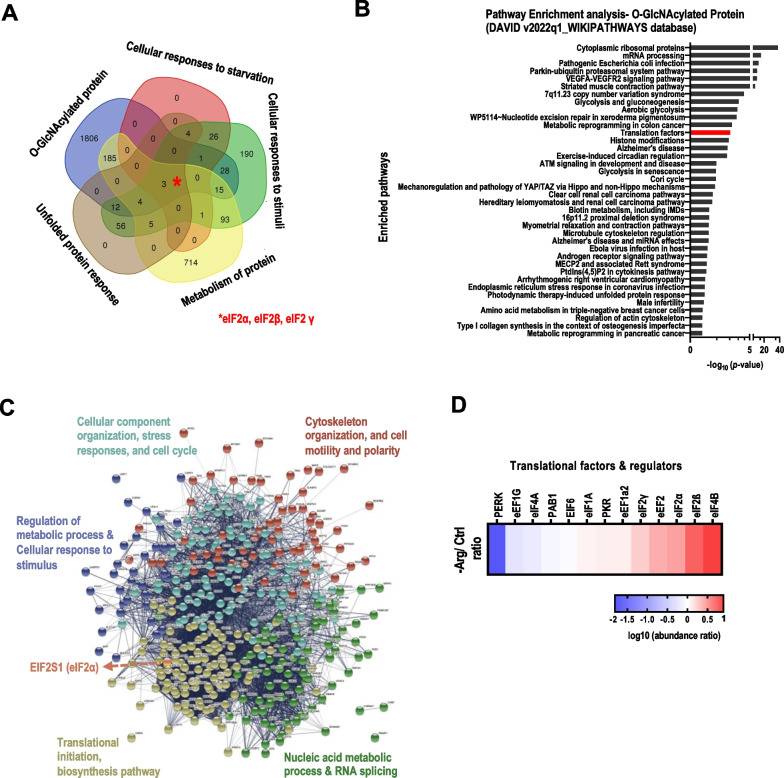 A
Cellular responses to starvation
O-GlcNAcylated protein
Cellular responses to stimuli
Unfolded protein response
Metabolism of protein
0
1806
0
0
4
26
190
185
0
0
1
28
0
0
3
*
0
15
12
4
0
56
5
0
1
93
0
0
714
*eIF2α, eIF2β, eIF2 γ
B
Pathway Enrichment analysis- O-GlcNAcylated Protein
(DAVID v2022q1_WIKIPATHWAYS database)
Enriched pathways
Cytoplasmic ribosomal proteins
mRNA processing
Pathogenic Escherichia coli infection
Parkin-ubiquitin proteasomal system pathway
VEGFA-VEGFR2 signaling pathway
Striated muscle contraction pathway
7q11.23 copy number variation syndrome
Glycolysis and gluconeogenesis
Aerobic glycolysis
WP5114~Nucleotide excision repair in xeroderma pigmentosum
Metabolic reprogramming in colon cancer
Translation factors
Histone modifications
Alzheimer's disease
Exercise-induced circadian regulation
ATM signaling in development and disease
Glycolysis in senescence
Cori cycle
Mechanoregulation and pathology of YAP/TAZ via Hippo and non-Hippo mechanisms
Clear cell renal cell carcinoma pathways
Hereditary leiomyomatosis and renal cell carcinoma pathway
Biotin metabolism, including IMDs
16p11.2 proximal deletion syndrome
Myometrial relaxation and contraction pathways
Microtubule cytoskeleton regulation
Alzheimer's disease and miRNA effects
Ebola virus infection in host
Androgen receptor signaling pathway
MECP2 and associated Rett syndrome
PtdIns(4,5)P2 in cytokinesis pathway
Arrhythmogenic right ventricular cardiomyopathy
Endoplasmic reticulum stress response in coronavirus infection
Photodynamic therapy-induced unfolded protein response
Male infertility
Amino acid metabolism in triple-negative breast cancer cells
Regulation of actin cytoskeleton
Type I collagen synthesis in the context of osteogenesis imperfecta
Metabolic reprogramming in pancreatic cancer
0 5 20 40
-log10 (p-value)
C
Cellular component
organization, stress
responses, and cell cycle
Cytoskeleton
organization, and cell
motility and polarity
Regulation of
metabolic process &
Cellular response to
stimulus
EIF2S1 (eIF2α)
Translational
initiation,
biosynthesis pathway
Nucleic acid metabolic
process & RNA splicing
D
Translational factors & regulators
PERK
eEF1G
eIF4A
PAB1
EIF6
eIF1A
PKR
eEF1a2
eIF2γ
eEF2
eIF2α
eIF2ß
eIF4B
-Arg/ Ctrl
ratio
-2 -1.5 -1.0 -0.5 0 0.5 1
log10 (abundance ratio)